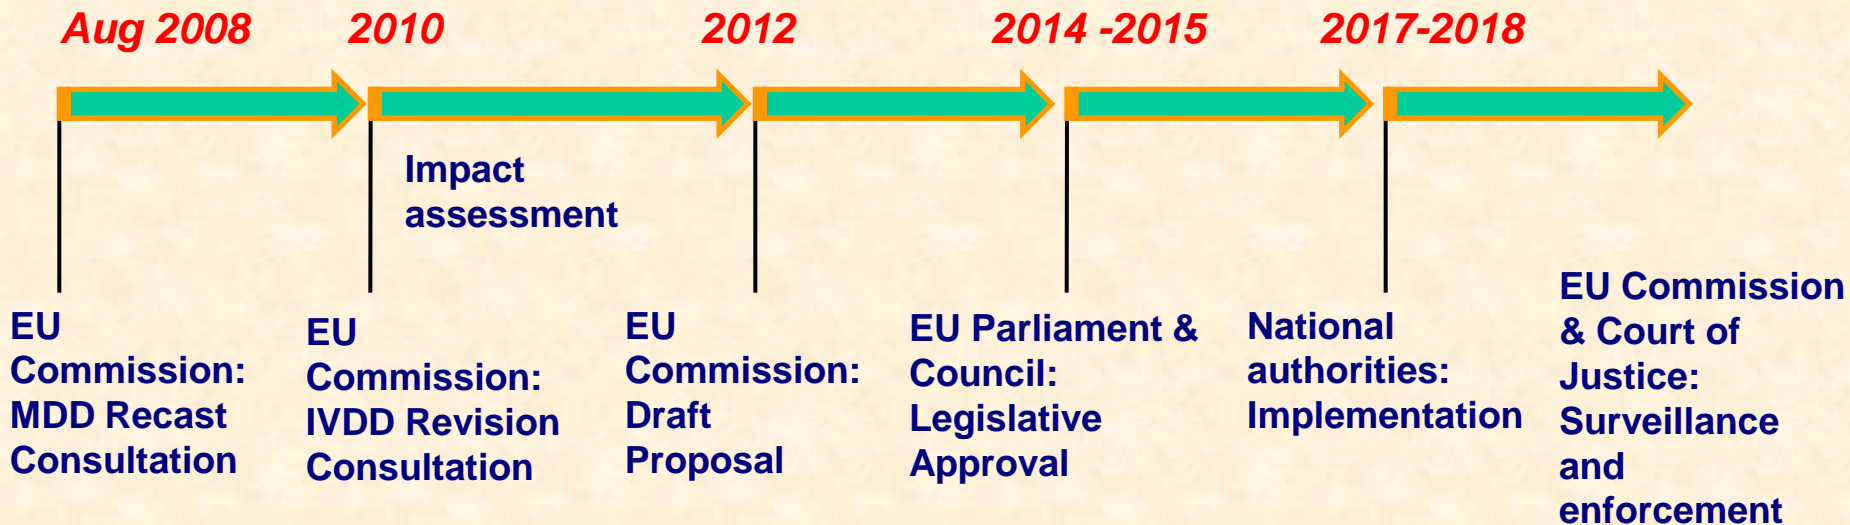 Aug 2008
2010
2012
2014 -2015
2017-2018
Impact
assessment
EU
Commission:
MDD Recast
Consultation
EU
Commission:
IVDD Revision
Consultation
EU
Commission:
Draft
Proposal
EU Parliament &
Council:
Legislative
Approval
National
authorities:
Implementation
EU Commission
& Court of
Justice:
Surveillance
and
enforcement